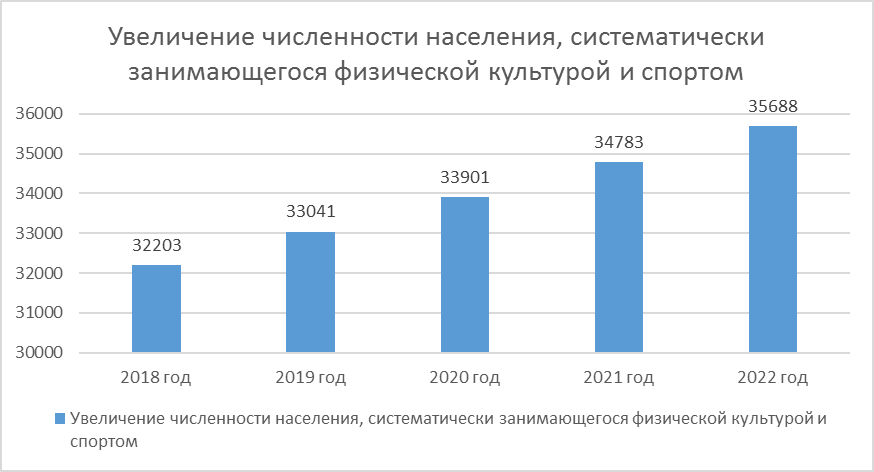 Увеличение численности населения, систематически
занимающегося физической культурой и спортом
36000
35000
34000
33000
32000
31000
30000
32203
33041
33901
34783
35688
2018 год
2019 год
2020 год
2021 год
2022 год
Увеличение численности населения, систематически занимающегося физической культурой и
спортом